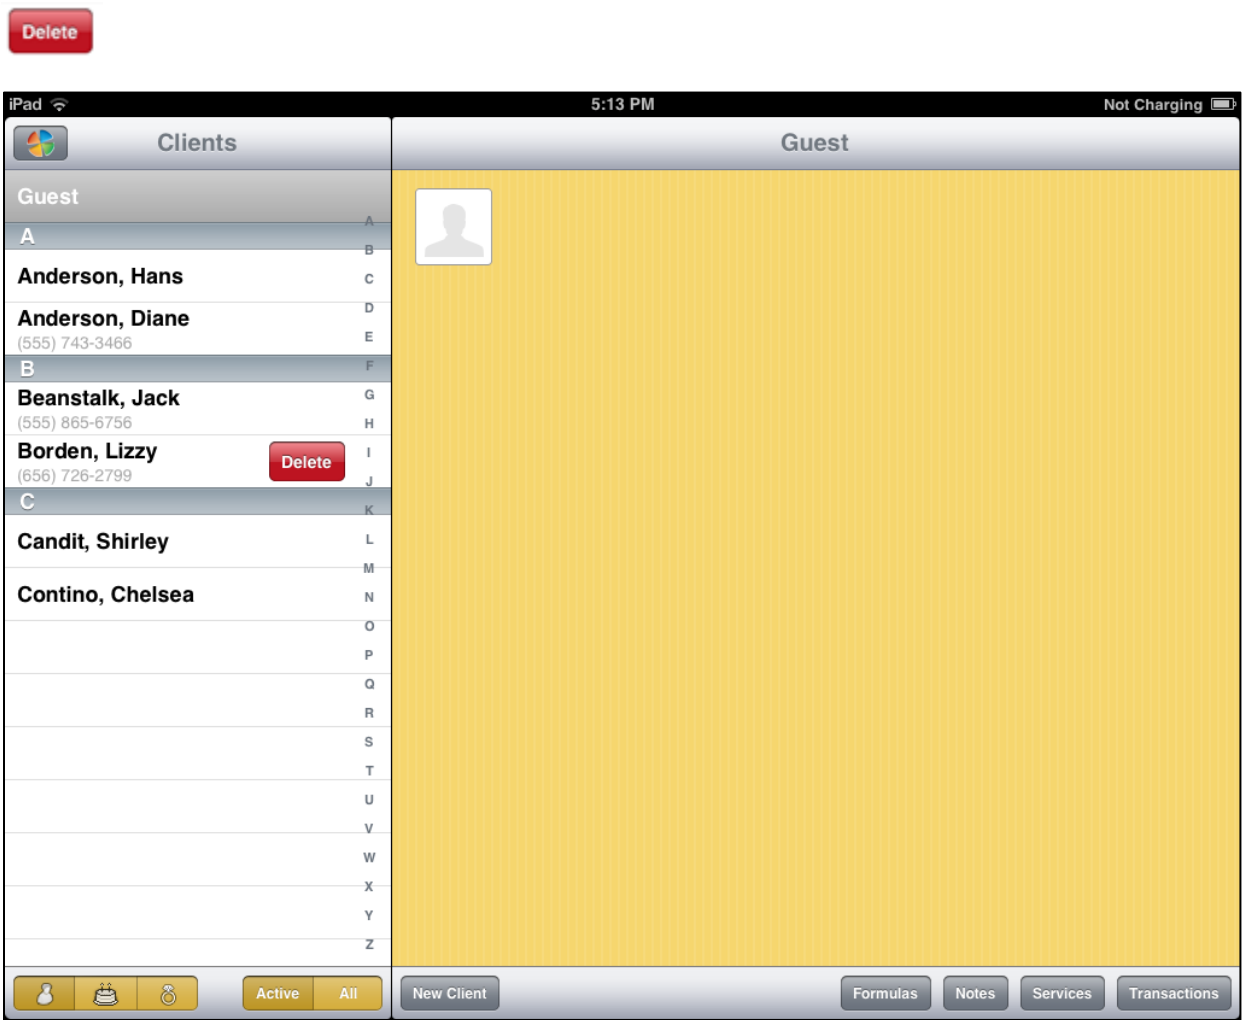 Delete
iPad 5:13 PM Not Charging
Clients
Guest
Guest
A
Anderson, Hans
Anderson, Diane
(555) 743-3466
B
Beanstalk, Jack
(555) 865-6756
Borden, Lizzy
(656) 726-2799
Delete
C
Candit, Shirley
Contino, Chelsea
A
B
C
D
E
F
G
H
I
J
K
L
M
N
O
P
Q
R
S
T
U
V
W
X
Y
Z
Active All
New Client
Formulas Notes Services Transactions